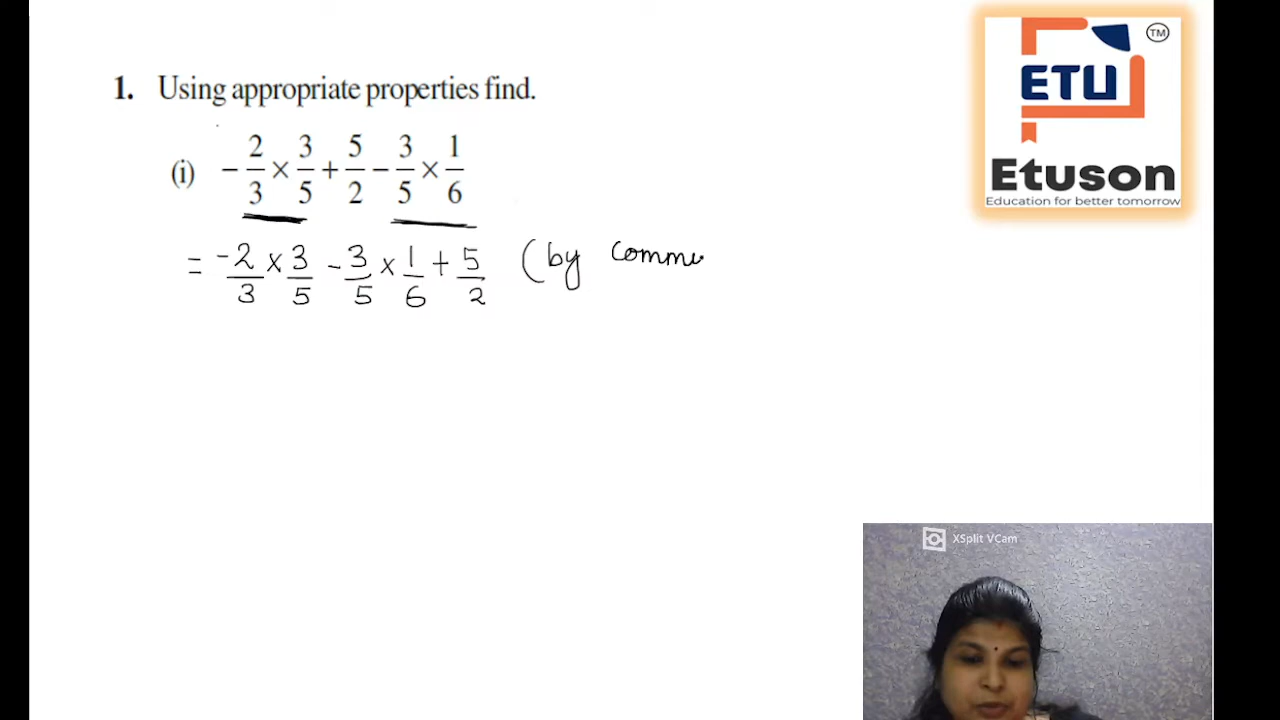 1. Using appropriate properties find.
(i) - 2/3 × 3/5 + 5/2 - 3/5 × 1/6
= -2/3 × 3/5 - 3/5 × 1/6 + 5/2 (by commu
ETU
TM
Etuson
Education for better tomorrow
XSplit VCam